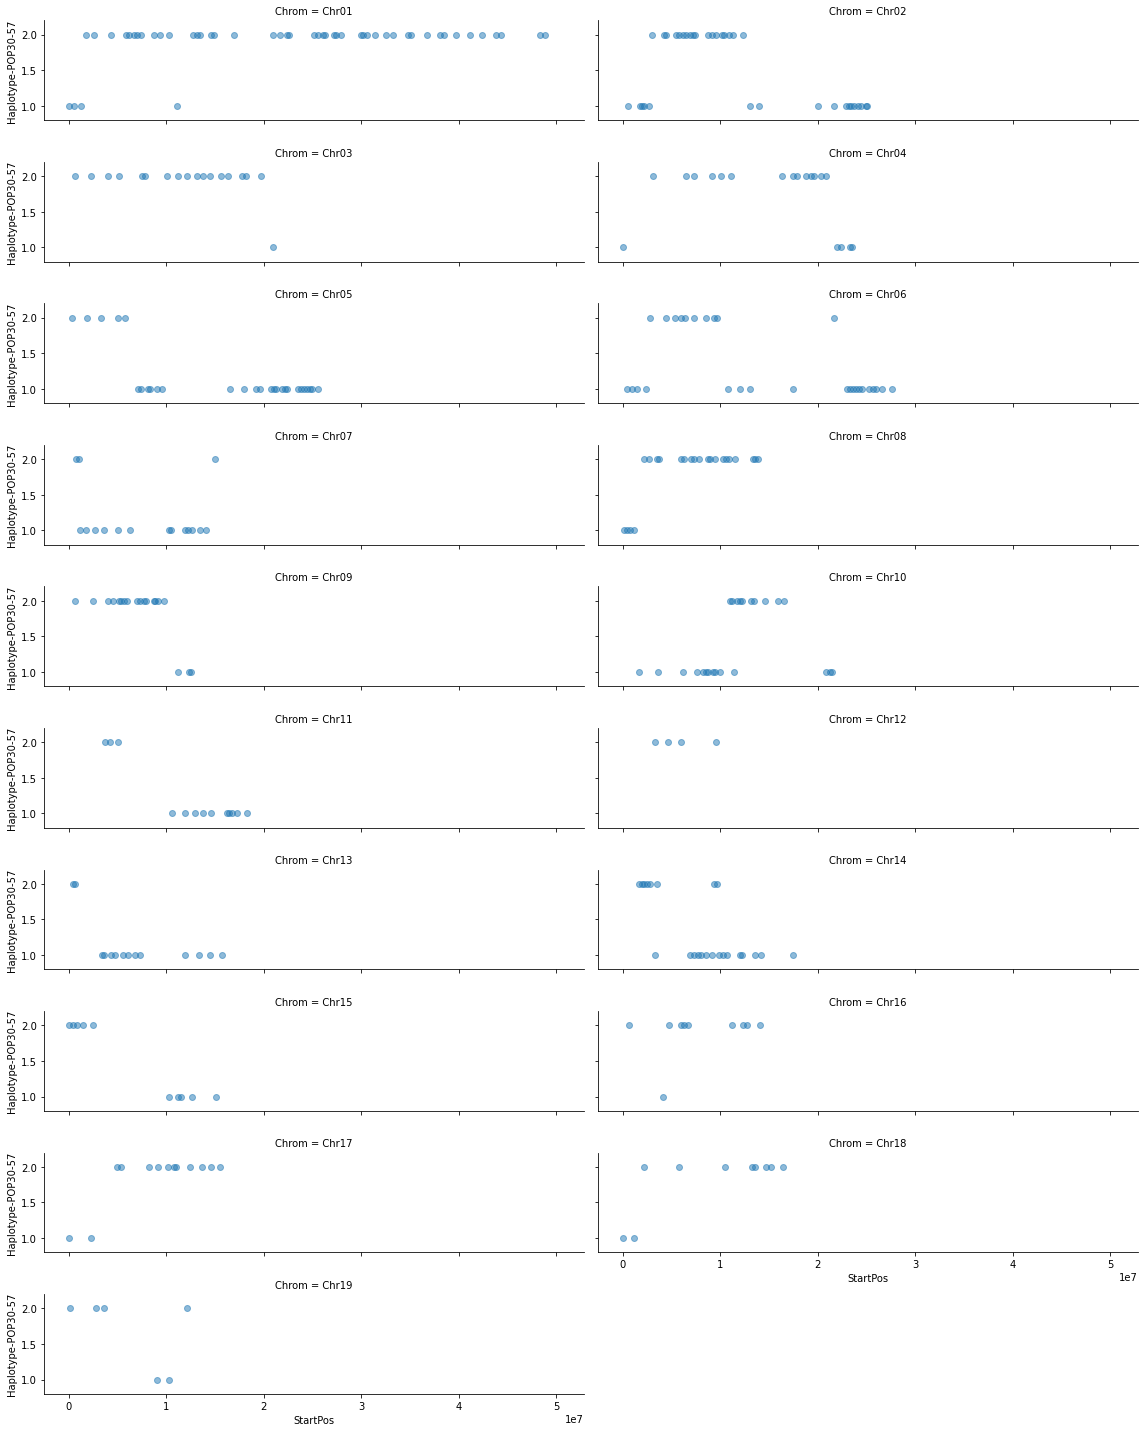 Chrom = Chr01
Chrom = Chr02
2.0
1.5
1.0
Haplotype-POP30-57
Chrom = Chr03
Chrom = Chr04
2.0
1.5
1.0
Haplotype-POP30-57
Chrom = Chr05
Chrom = Chr06
2.0
1.5
1.0
Haplotype-POP30-57
Chrom = Chr07
Chrom = Chr08
2.0
1.5
1.0
Haplotype-POP30-57
Chrom = Chr09
Chrom = Chr10
2.0
1.5
1.0
Haplotype-POP30-57
Chrom = Chr11
Chrom = Chr12
2.0
1.5
1.0
Haplotype-POP30-57
Chrom = Chr13
Chrom = Chr14
2.0
1.5
1.0
Haplotype-POP30-57
Chrom = Chr15
Chrom = Chr16
2.0
1.5
1.0
Haplotype-POP30-57
Chrom = Chr17
Chrom = Chr18
2.0
1.5
1.0
Haplotype-POP30-57
0 1 2 3 4 5
1e7
StartPos
Chrom = Chr19
2.0
1.5
1.0
Haplotype-POP30-57
0 1 2 3 4 5
1e7
StartPos